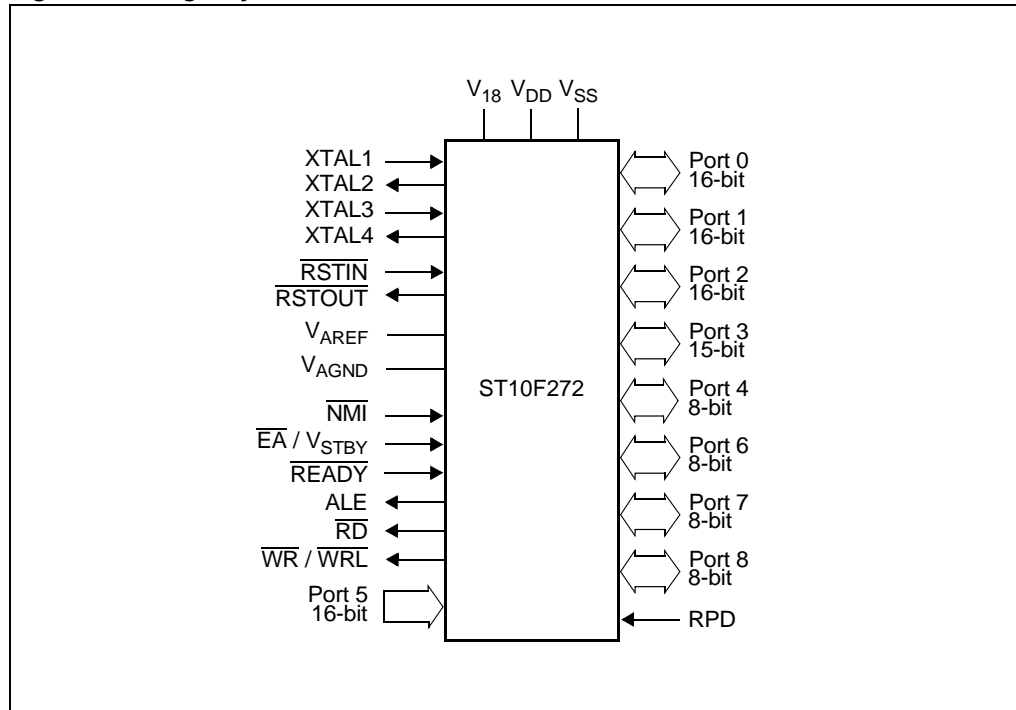 V18 VDD VSS
XTAL1
XTAL2
XTAL3
XTAL4
RSTIN
RSTOUT
VAREF
VAGND
NMI
EA / VSTBY
READY
ALE
RD
WR / WRL
Port 5
16-bit
ST10F272
Port 0
16-bit
Port 1
16-bit
Port 2
16-bit
Port 3
15-bit
Port 4
8-bit
Port 6
8-bit
Port 7
8-bit
Port 8
8-bit
RPD